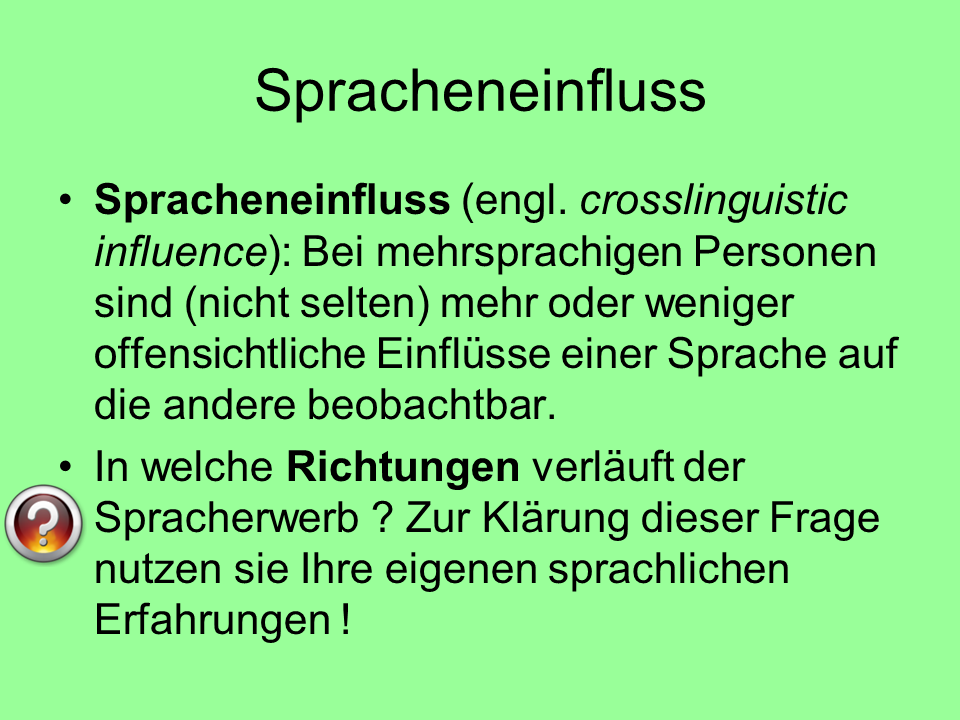 Spracheneinfluss
• Spracheneinfluss (engl. crosslinguistic
influence): Bei mehrsprachigen Personen
sind (nicht selten) mehr oder weniger
offensichtliche Einflüsse einer Sprache auf
die andere beobachtbar.
• In welche Richtungen verläuft der
Spracherwerb ? Zur Klärung dieser Frage
nutzen sie Ihre eigenen sprachlichen
Erfahrungen !
?